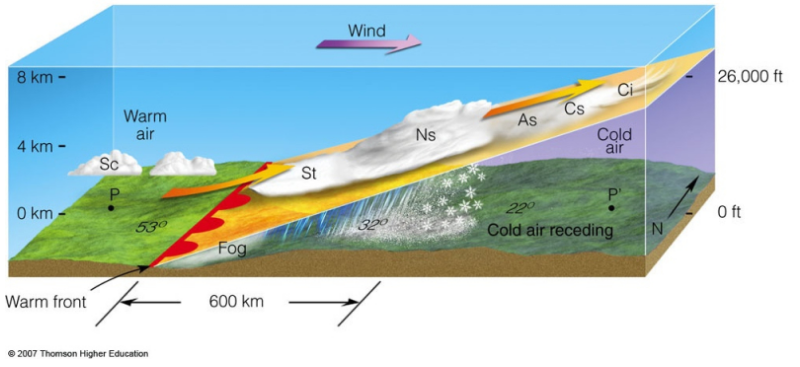 Wind
8 km
26,000 ft
Warm
air
Ci
Cs
As
Ns
4 km
Cold
air
Sc
St
P
P'
0 km
53°
32°
22°
0 ft
N
Cold air receding
Fog
Warm front
600 km
© 2007 Thomson Higher Education